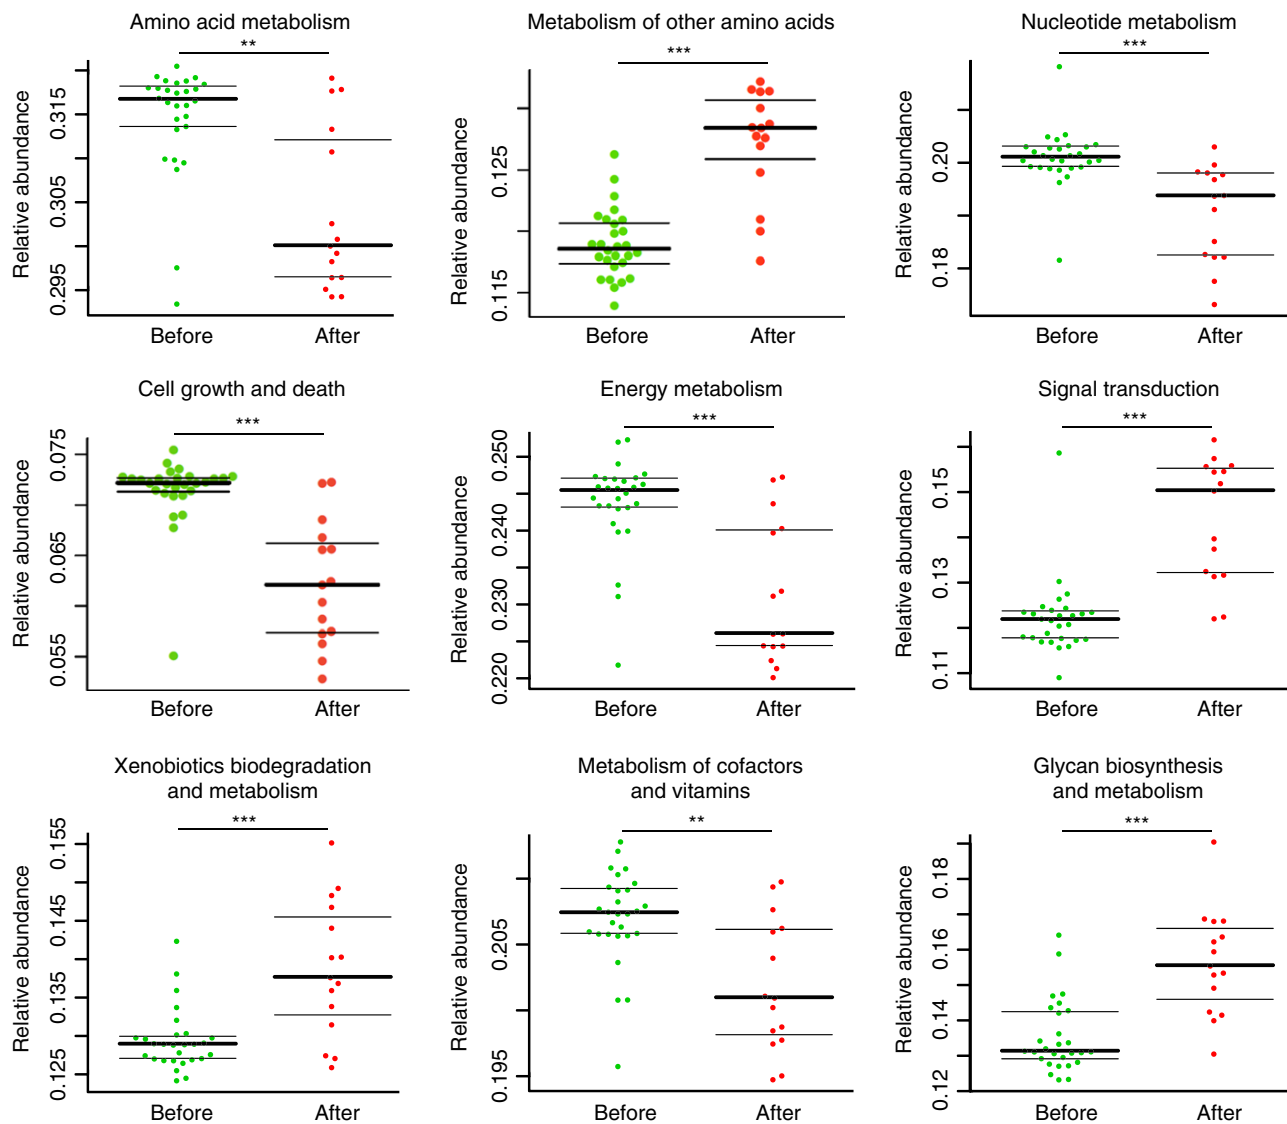 Amino acid metabolism
**
Relative abundance
0.315
0.305
0.295
Before
After
Metabolism of other amino acids
***
Relative abundance
0.125
0.115
Before
After
Nucleotide metabolism
***
Relative abundance
0.20
0.18
Before
After
Cell growth and death
***
Relative abundance
0.075
0.065
0.055
Before
After
Energy metabolism
***
Relative abundance
0.250
0.240
0.230
0.220
Before
After
Signal transduction
***
Relative abundance
0.15
0.13
0.11
Before
After
Xenobiotics biodegradation
and metabolism
***
Relative abundance
0.155
0.145
0.135
0.125
Before
After
Metabolism of cofactors
and vitamins
**
Relative abundance
0.205
0.195
Before
After
Glycan biosynthesis
and metabolism
***
Relative abundance
0.18
0.16
0.14
0.12
Before
After